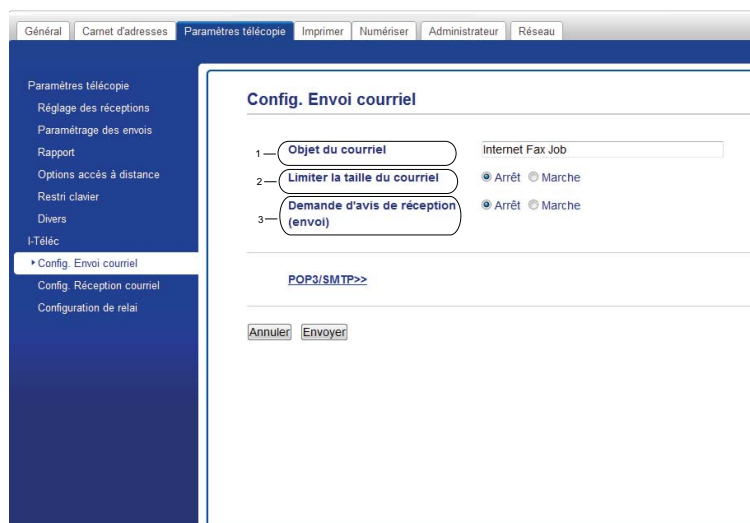 Général Carnet d'adresses Paramètres télécopie Imprimer Numériser Administrateur Réseau
Paramètres télécopie
Réglage des réceptions
Paramétrage des envois
Rapport
Options accès à distance
Restri clavier
Divers
I-Téléc
Config. Envoi courriel
Config. Réception courriel
Configuration de relai
Config. Envoi courriel
1 Objet du courriel Internet Fax Job
2 Limiter la taille du courriel Arrêt Marche
3 Demande d'avis de réception (envoi) Arrêt Marche
POP3/SMTP>>
Annuler Envoyer